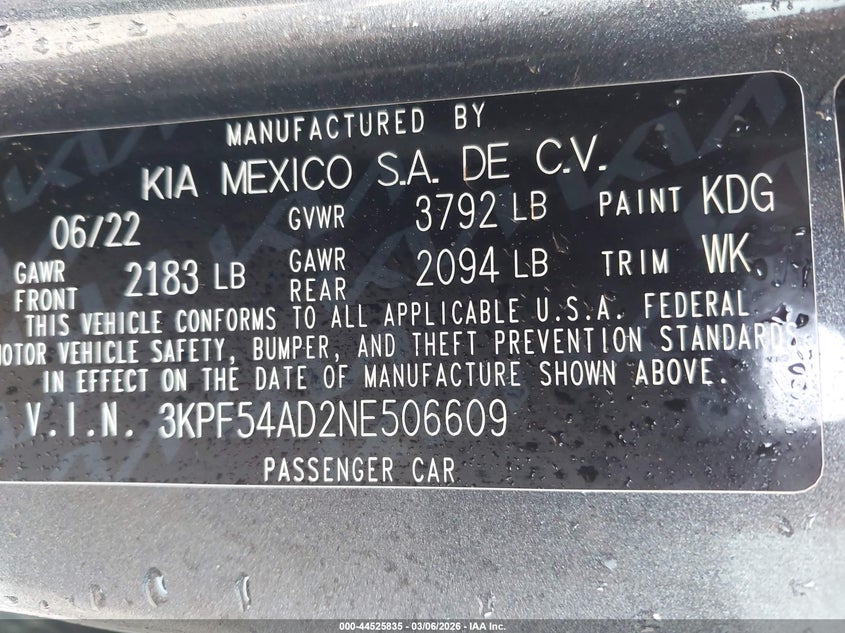 MANUFACTURED BY
KIA MEXICO S.A. DE C.V.
06/22 GVWR 3792 LB PAINT KDG
GAWR FRONT 2183 LB GAWR REAR 2094 LB TRIM WK
THIS VEHICLE CONFORMS TO ALL APPLICABLE U.S.A. FEDERAL
MOTOR VEHICLE SAFETY, BUMPER, AND THEFT PREVENTION STANDARDS
IN EFFECT ON THE DATE OF MANUFACTURE SHOWN ABOVE.
V.I.N. 3KPF54AD2NE506609
PASSENGER CAR
000-44525835 | 03/06/2026 | IAA Inc.